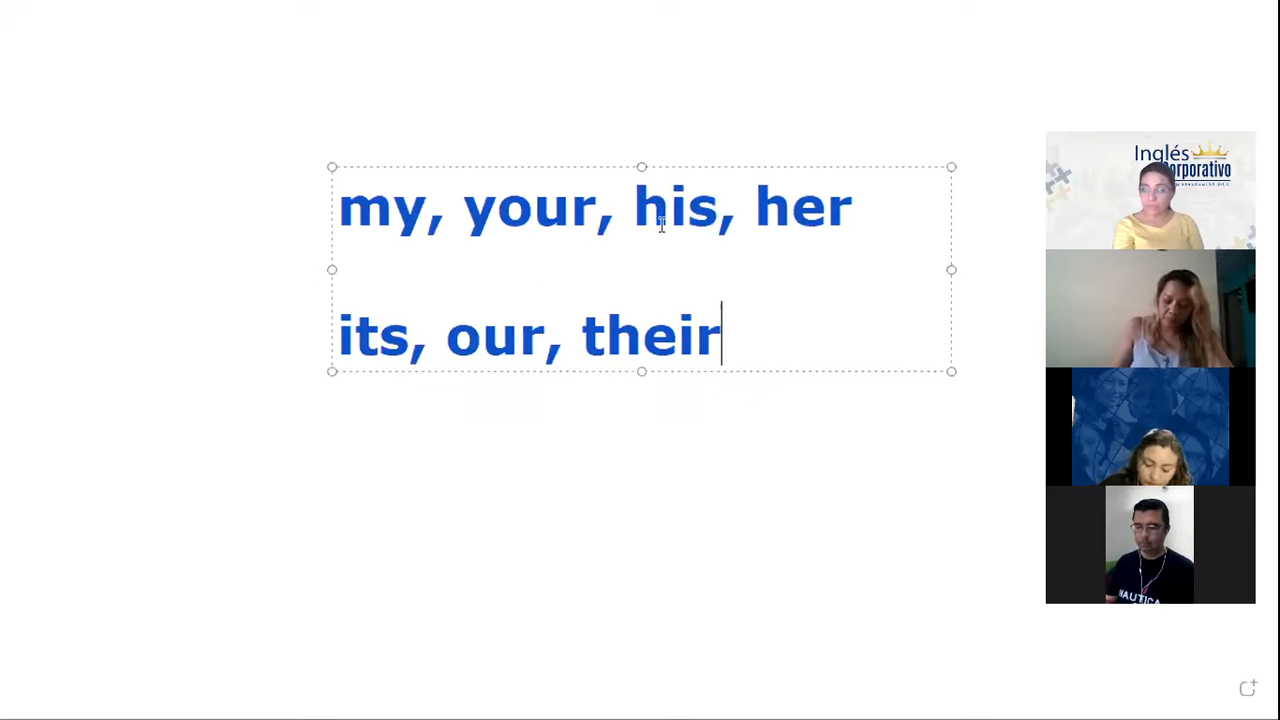 my, your, his, her
its, our, their
Inglés
Corporativo
NAUTICA